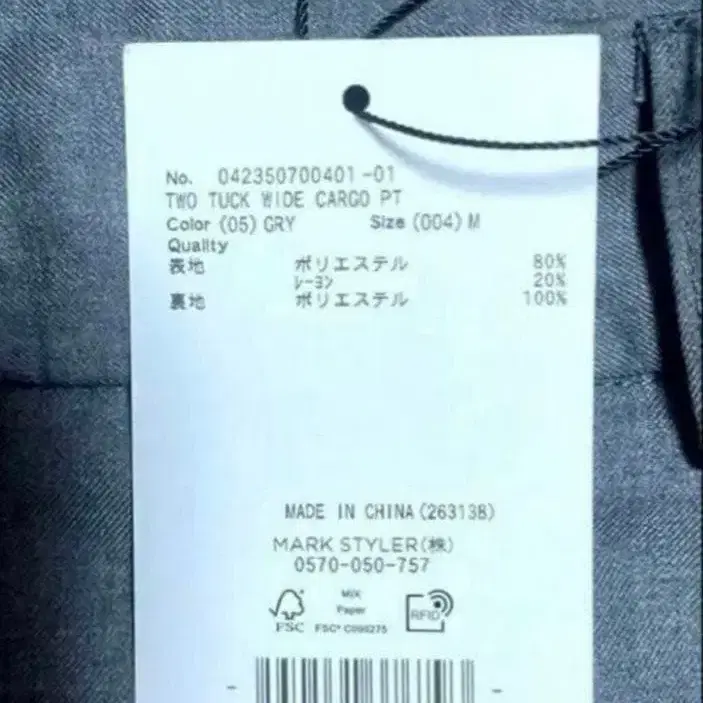 No. 042350700401-01
TWO TUCK WIDE CARGO PT
Color (05) GRY Size (004) M
Quality
表地 ポリエステル 80%
レーヨン 20%
裏地 ポリエステル 100%
MADE IN CHINA (263138)
MARK STYLER(株)
0570-050-757
MIX
Paper
FSC FSC® C095275
RFID